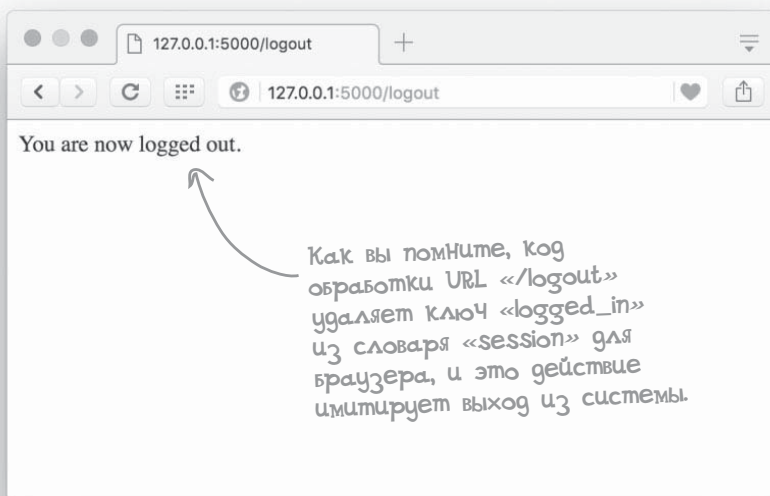 127.0.0.1:5000/logout
127.0.0.1:5000/logout
You are now logged out.
Как вы помните, код
обработки URL «/logout»
удаляет ключ «logged_in»
из словаря «session» для
браузера, и это действие
имитирует выход из системы.